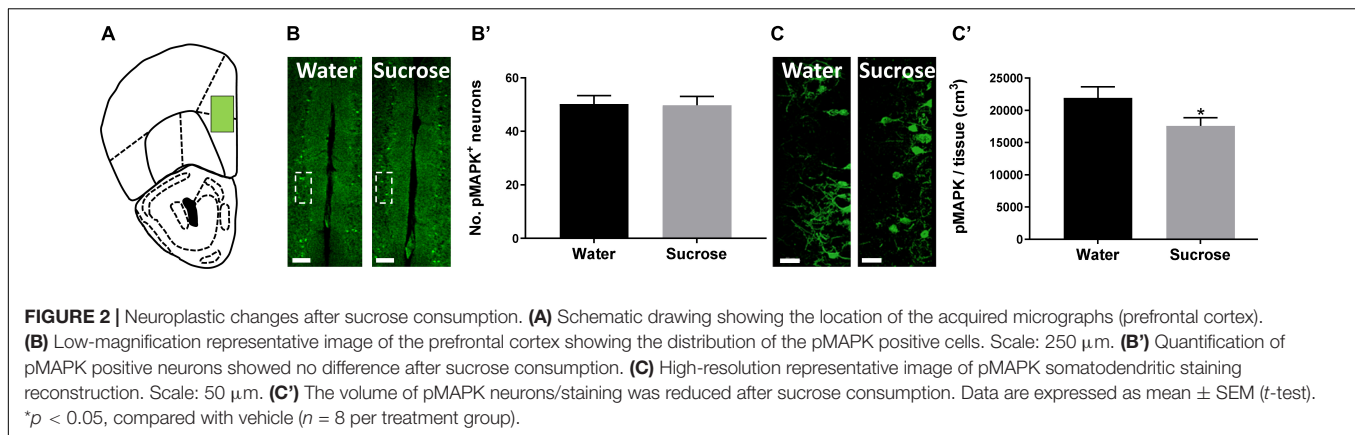 A
B
Water
Sucrose
B'
No. pMAPK+ neurons
60
40
20
0
Water
Sucrose
C
Water
Sucrose
C'
pMAPK / tissue (cm³)
25000
20000
15000
10000
5000
0
*
Water
Sucrose
FIGURE 2 | Neuroplastic changes after sucrose consumption. (A) Schematic drawing showing the location of the acquired micrographs (prefrontal cortex).
(B) Low-magnification representative image of the prefrontal cortex showing the distribution of the pMAPK positive cells. Scale: 250 μm. (B') Quantification of
pMAPK positive neurons showed no difference after sucrose consumption. (C) High-resolution representative image of pMAPK somatodendritic staining
reconstruction. Scale: 50 μm. (C') The volume of pMAPK neurons/staining was reduced after sucrose consumption. Data are expressed as mean ± SEM (t-test).
*p < 0.05, compared with vehicle (n = 8 per treatment group).